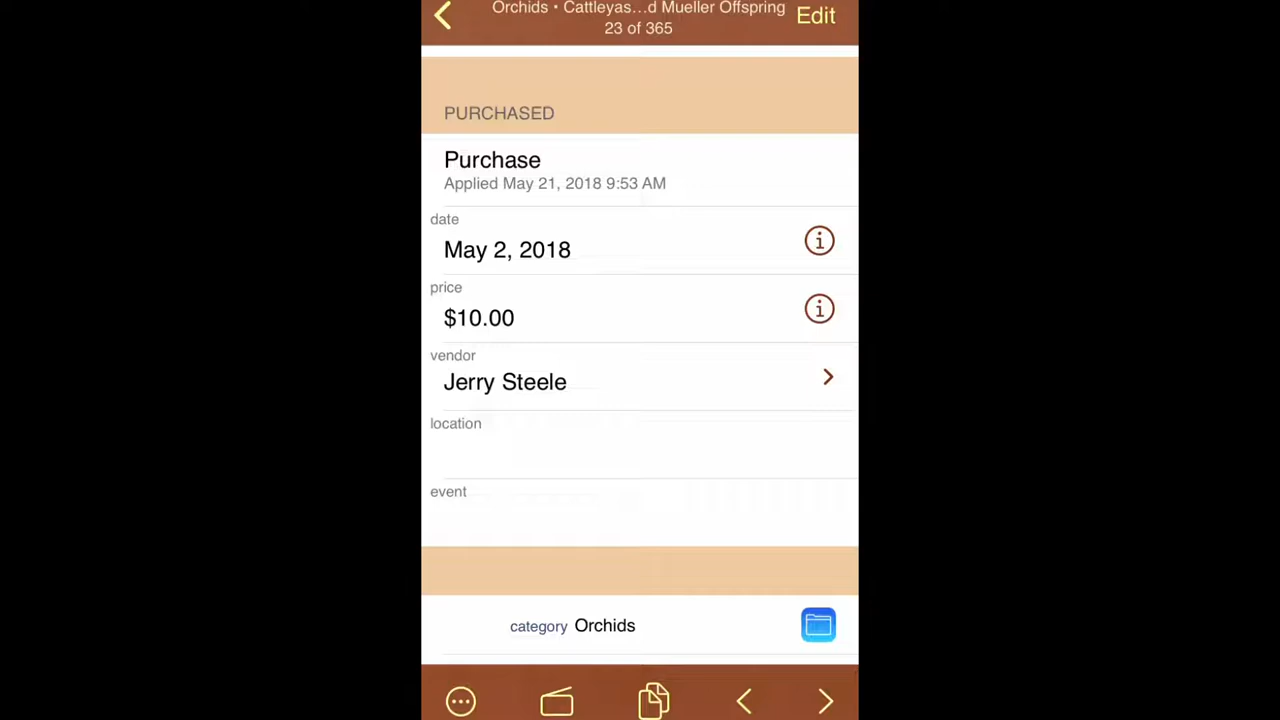 Orchids • Cattleyas...d Mueller Offspring
23 of 365
Edit
PURCHASED
Purchase
Applied May 21, 2018 9:53 AM
date
May 2, 2018
price
$10.00
vendor
Jerry Steele
location
event
category Orchids